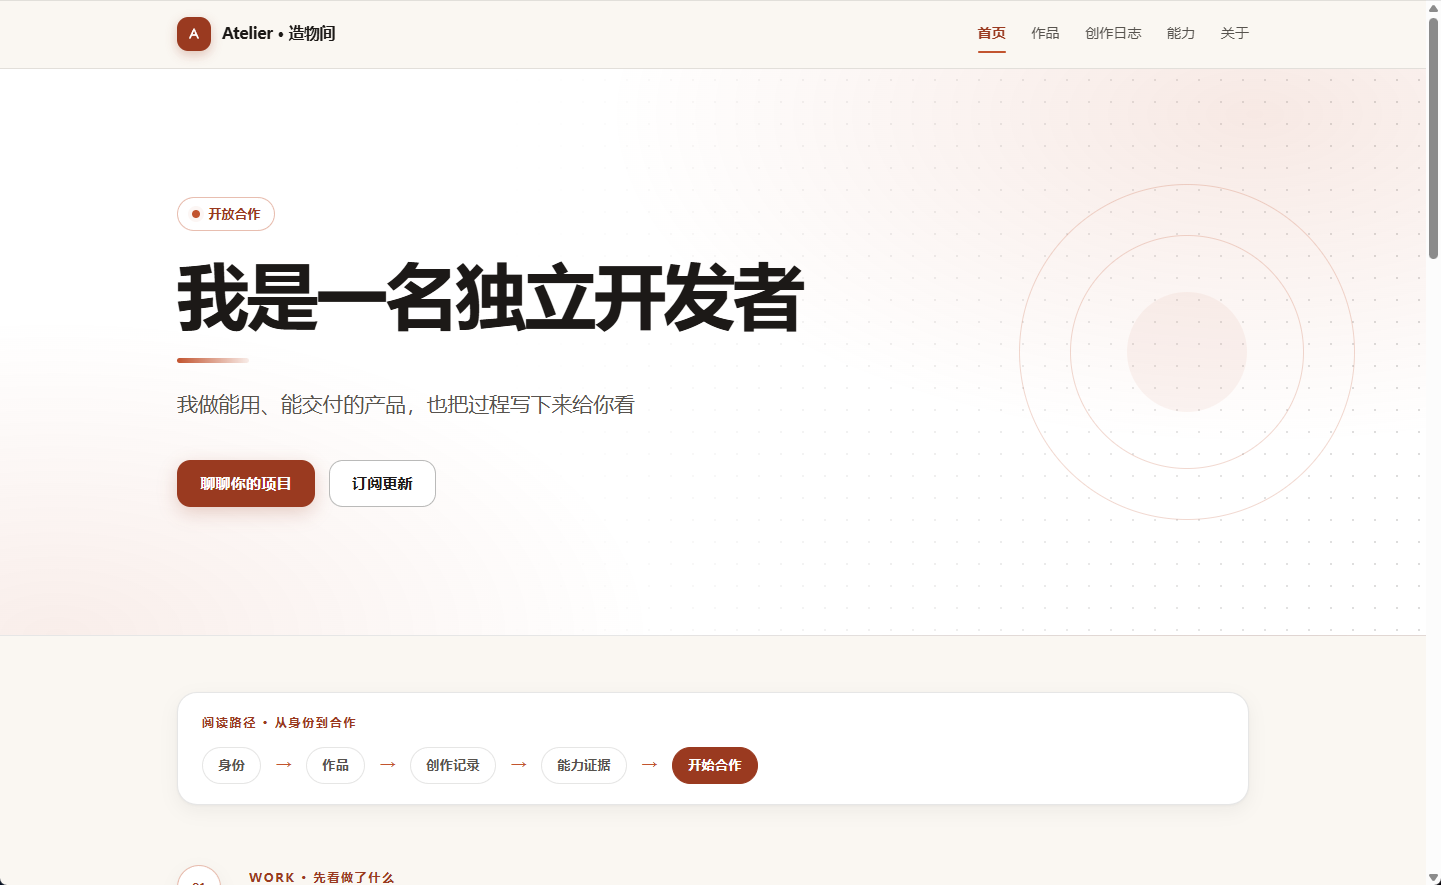 A
Atelier • 造物间
首页 作品 创作日志 能力 关于
开放合作
我是一名独立开发者
我做能用、能交付的产品，也把过程写下来给你看
聊聊你的项目 订阅更新
阅读路径 • 从身份到合作
身份 → 作品 → 创作记录 → 能力证据 → 开始合作
WORK • 先看做了什么